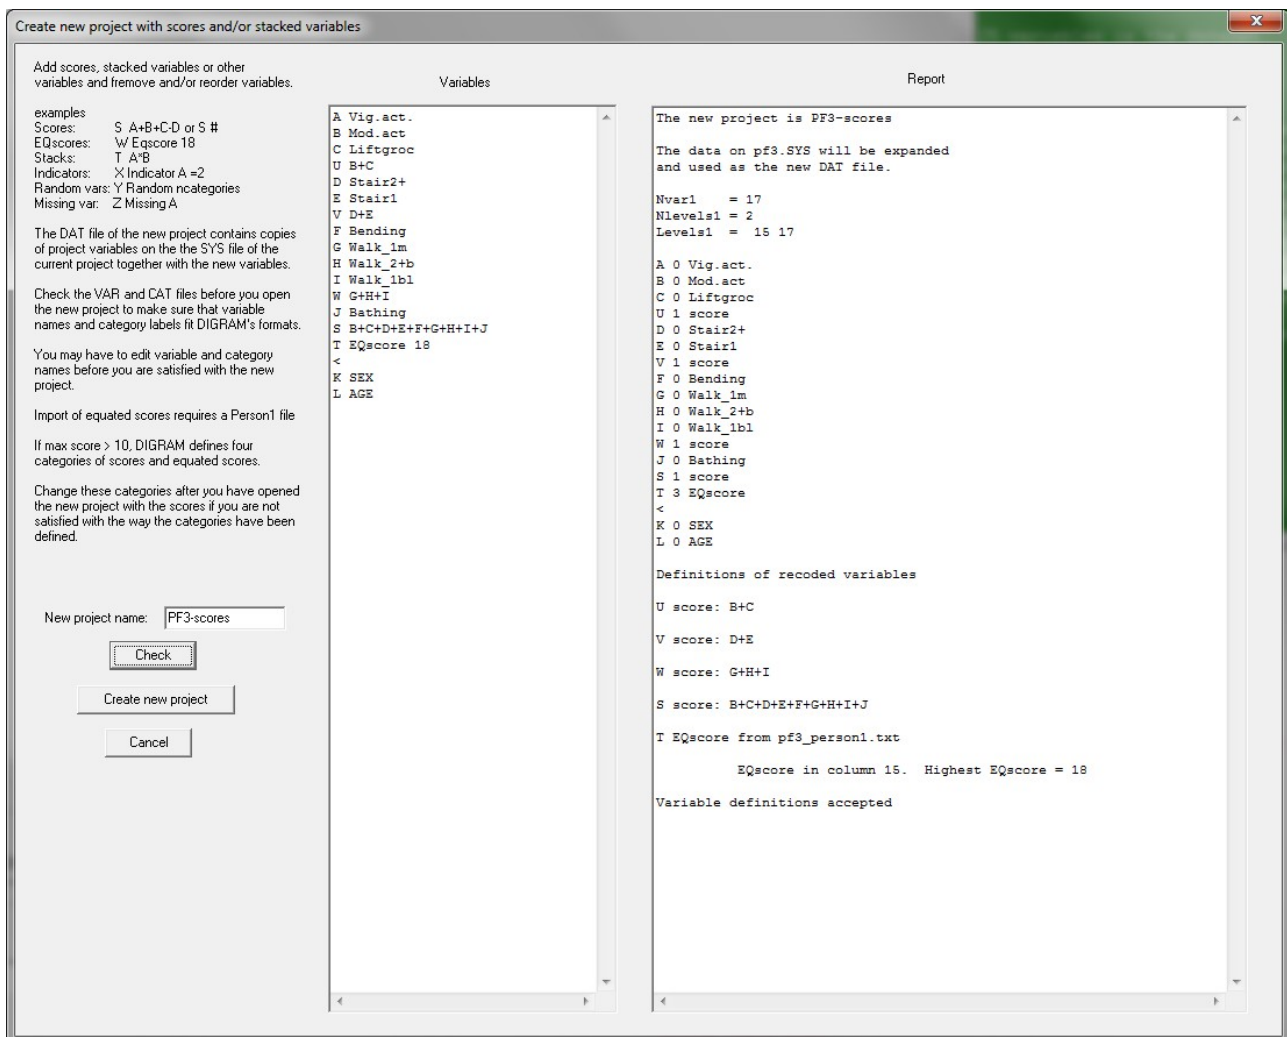 Create new project with scores and/or stacked variables
Add scores, stacked variables or other
variables and fremove and/or reorder variables.
examples
Scores: S A+B+C-D or S #
EQscores: W Eqscore 18
Stacks: T A*B
Indicators: X Indicator A =2
Random vars: Y Random ncategories
Missing var: Z Missing A
The DAT file of the new project contains copies
of project variables on the the SYS file of the
current project together with the new variables.
Check the VAR and CAT files before you open
the new project to make sure that variable
names and category labels fit DIGRAM's formats.
You may have to edit variable and category
names before you are satisfied with the new
project.
Import of equated scores requires a Person1 file
If max score > 10, DIGRAM defines four
categories of scores and equated scores.
Change these categories after you have opened
the new project with the scores if you are not
satisfied with the way the categories have been
defined.
New project name: PF3-scores
Check
Create new project
Cancel
Variables
A Vig.act.
B Mod.act
C Liftgroc
U B+C
D Stair2+
E Stair1
V D+E
F Bending
G Walk_1m
H Walk_2+b
I Walk_1bl
W G+H+I
J Bathing
S B+C+D+E+F+G+H+I+J
T EQscore 18
<
K SEX
L AGE
Report
The new project is PF3-scores
The data on pf3.SYS will be expanded
and used as the new DAT file.
Nvar1 = 17
Nlevels1 = 2
Levels1 = 15 17
A 0 Vig.act.
B 0 Mod.act
C 0 Liftgroc
U 1 score
D 0 Stair2+
E 0 Stair1
V 1 score
F 0 Bending
G 0 Walk_1m
H 0 Walk_2+b
I 0 Walk_1bl
W 1 score
J 0 Bathing
S 1 score
T 3 EQscore
<
K 0 SEX
L 0 AGE
Definitions of recoded variables
U score: B+C
V score: D+E
W score: G+H+I
S score: B+C+D+E+F+G+H+I+J
T EQscore from pf3_person1.txt
EQscore in column 15. Highest EQscore = 18
Variable definitions accepted